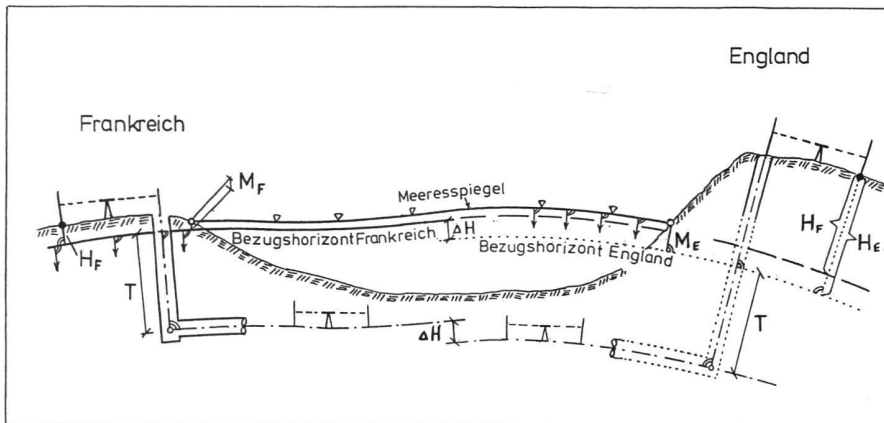 England
Frankreich
M_F
Meeresspiegel
Bezugshorizont Frankreich
ΔH
Bezugshorizont England
M_E
H_F
H_E
H_F
T
T
ΔH